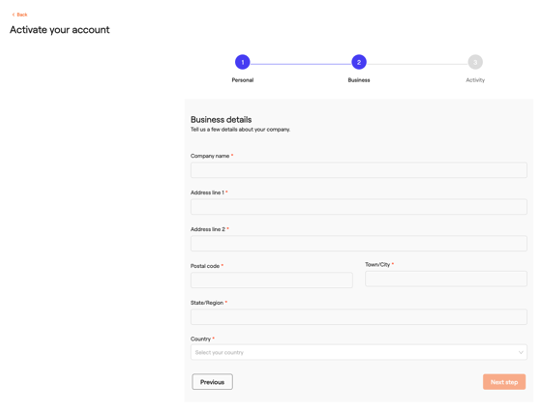 < Back
Activate your account
1
2
3
Personal
Business
Activity
Business details
Tell us a few details about your company.
Company name *
Address line 1 *
Address line 2 *
Postal code *
Town/City *
State/Region *
Country *
Select your country
Previous
Next step